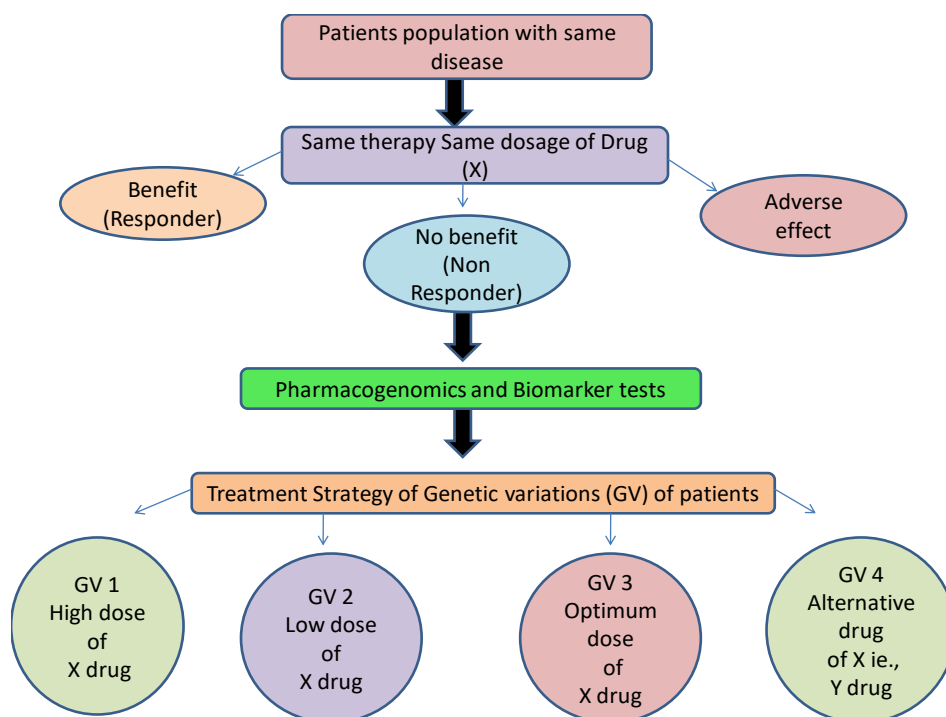 Patients population with same
disease
Same therapy Same dosage of Drug
(X)
Benefit
(Responder)
No benefit
(Non
Responder)
Adverse
effect
Pharmacogenomics and Biomarker tests
Treatment Strategy of Genetic variations (GV) of patients
GV 1
High dose
of
X drug
GV 2
Low dose
of
X drug
GV 3
Optimum
dose
of
X drug
GV 4
Alternative
drug
of X ie.,
Y drug